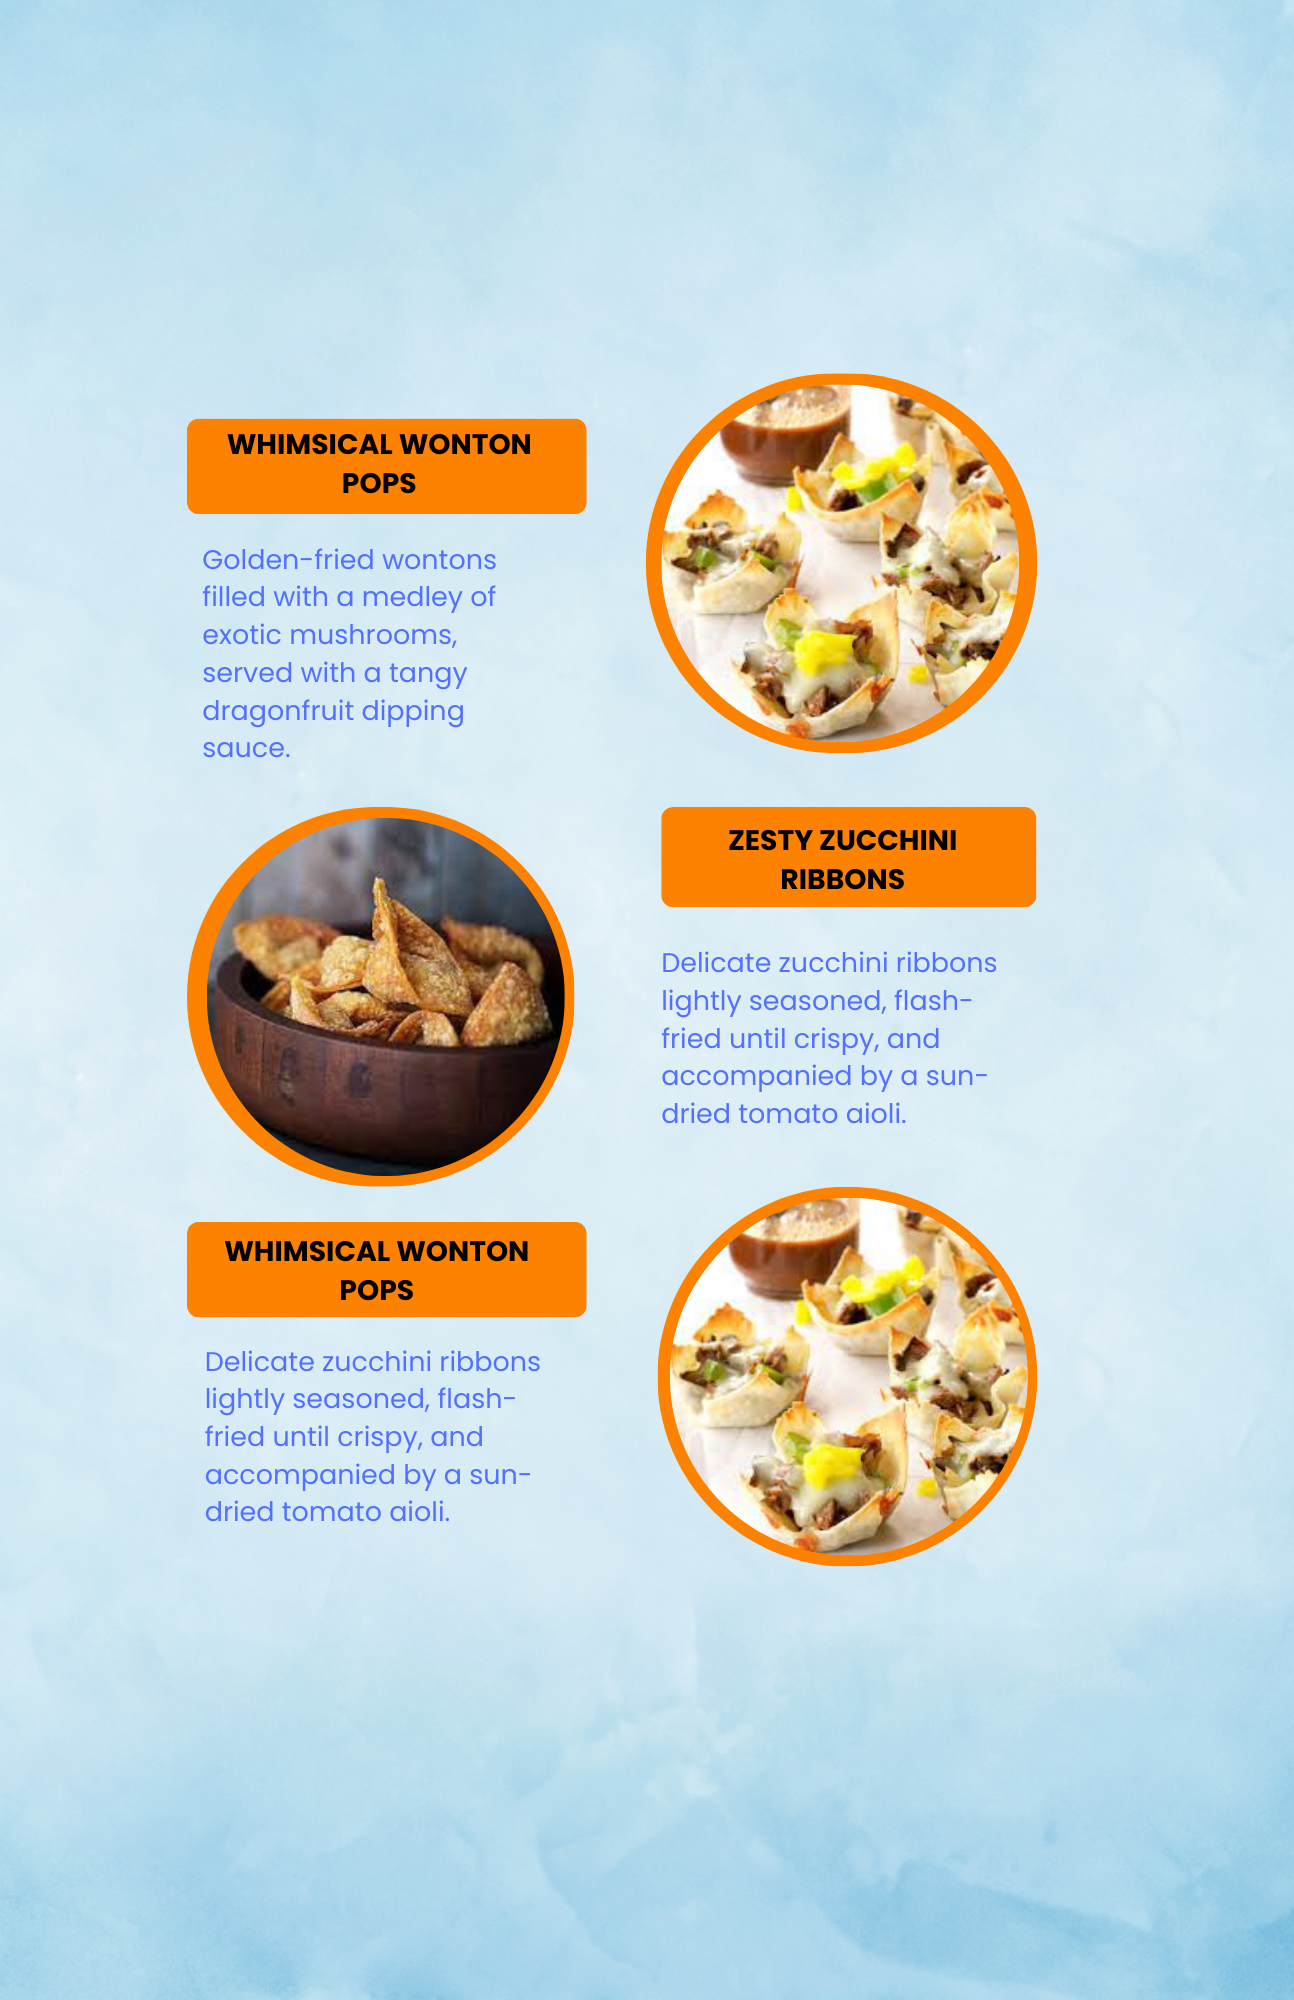 WHIMSICAL WONTON
POPS
Golden-fried wontons
filled with a medley of
exotic mushrooms,
served with a tangy
dragonfruit dipping
sauce.
ZESTY ZUCCHINI
RIBBONS
Delicate zucchini ribbons
lightly seasoned, flash-
fried until crispy, and
accompanied by a sun-
dried tomato aioli.
WHIMSICAL WONTON
POPS
Delicate zucchini ribbons
lightly seasoned, flash-
fried until crispy, and
accompanied by a sun-
dried tomato aioli.